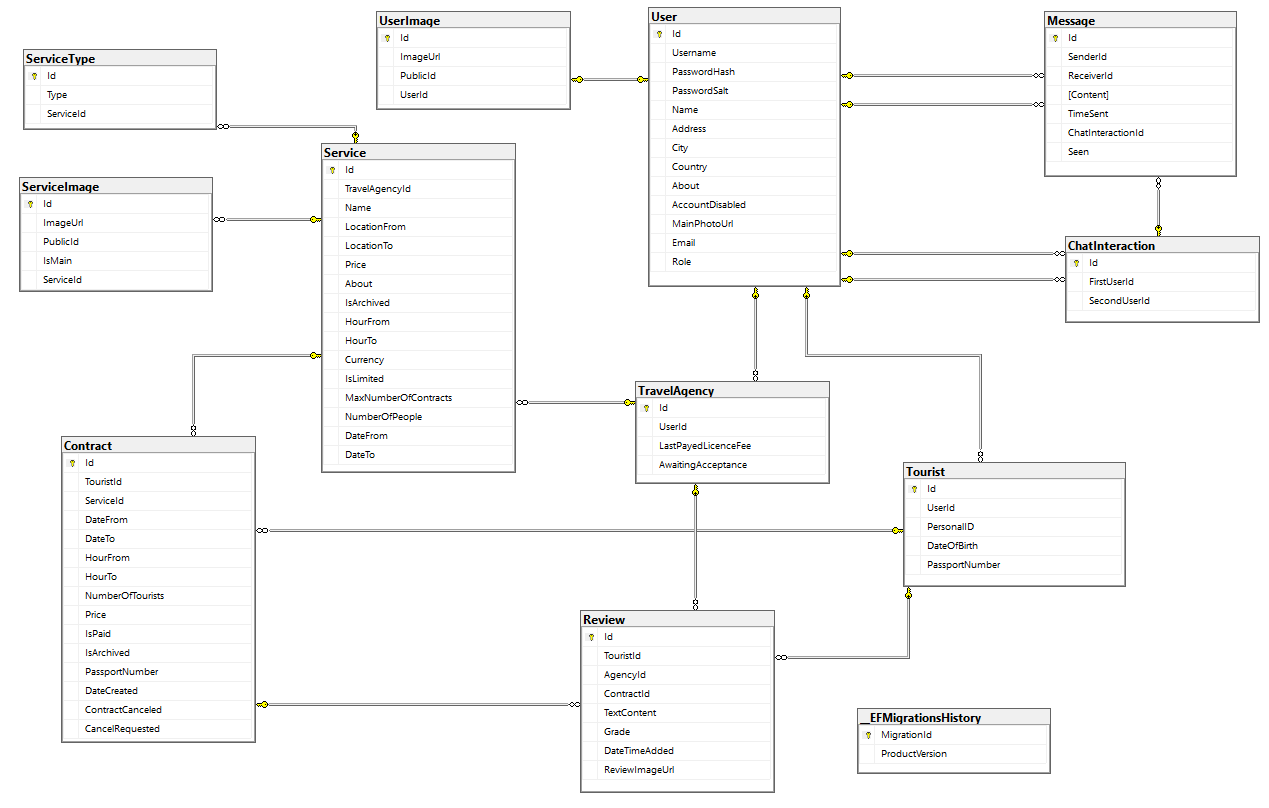 UserImage
Id
ImageUrl
PublicId
UserId
User
Id
Username
PasswordHash
PasswordSalt
Name
Address
City
Country
About
AccountDisabled
MainPhotoUrl
Email
Role
Message
Id
SenderId
ReceiverId
[Content]
TimeSent
ChatInteractionId
Seen
ServiceType
Id
Type
ServiceId
Service
Id
TravelAgencyId
Name
LocationFrom
LocationTo
Price
About
IsArchived
HourFrom
HourTo
Currency
IsLimited
MaxNumberOfContracts
NumberOfPeople
DateFrom
DateTo
ServiceImage
Id
ImageUrl
PublicId
IsMain
ServiceId
ChatInteraction
Id
FirstUserId
SecondUserId
TravelAgency
Id
UserId
LastPayedLicenceFee
AwaitingAcceptance
Contract
Id
TouristId
ServiceId
DateFrom
DateTo
HourFrom
HourTo
NumberOfTourists
Price
IsPaid
IsArchived
PassportNumber
DateCreated
ContractCanceled
CancelRequested
Tourist
Id
UserId
PersonalID
DateOfBirth
PassportNumber
Review
Id
TouristId
AgencyId
ContractId
TextContent
Grade
DateTimeAdded
ReviewImageUrl
__EFMigrationsHistory
MigrationId
ProductVersion